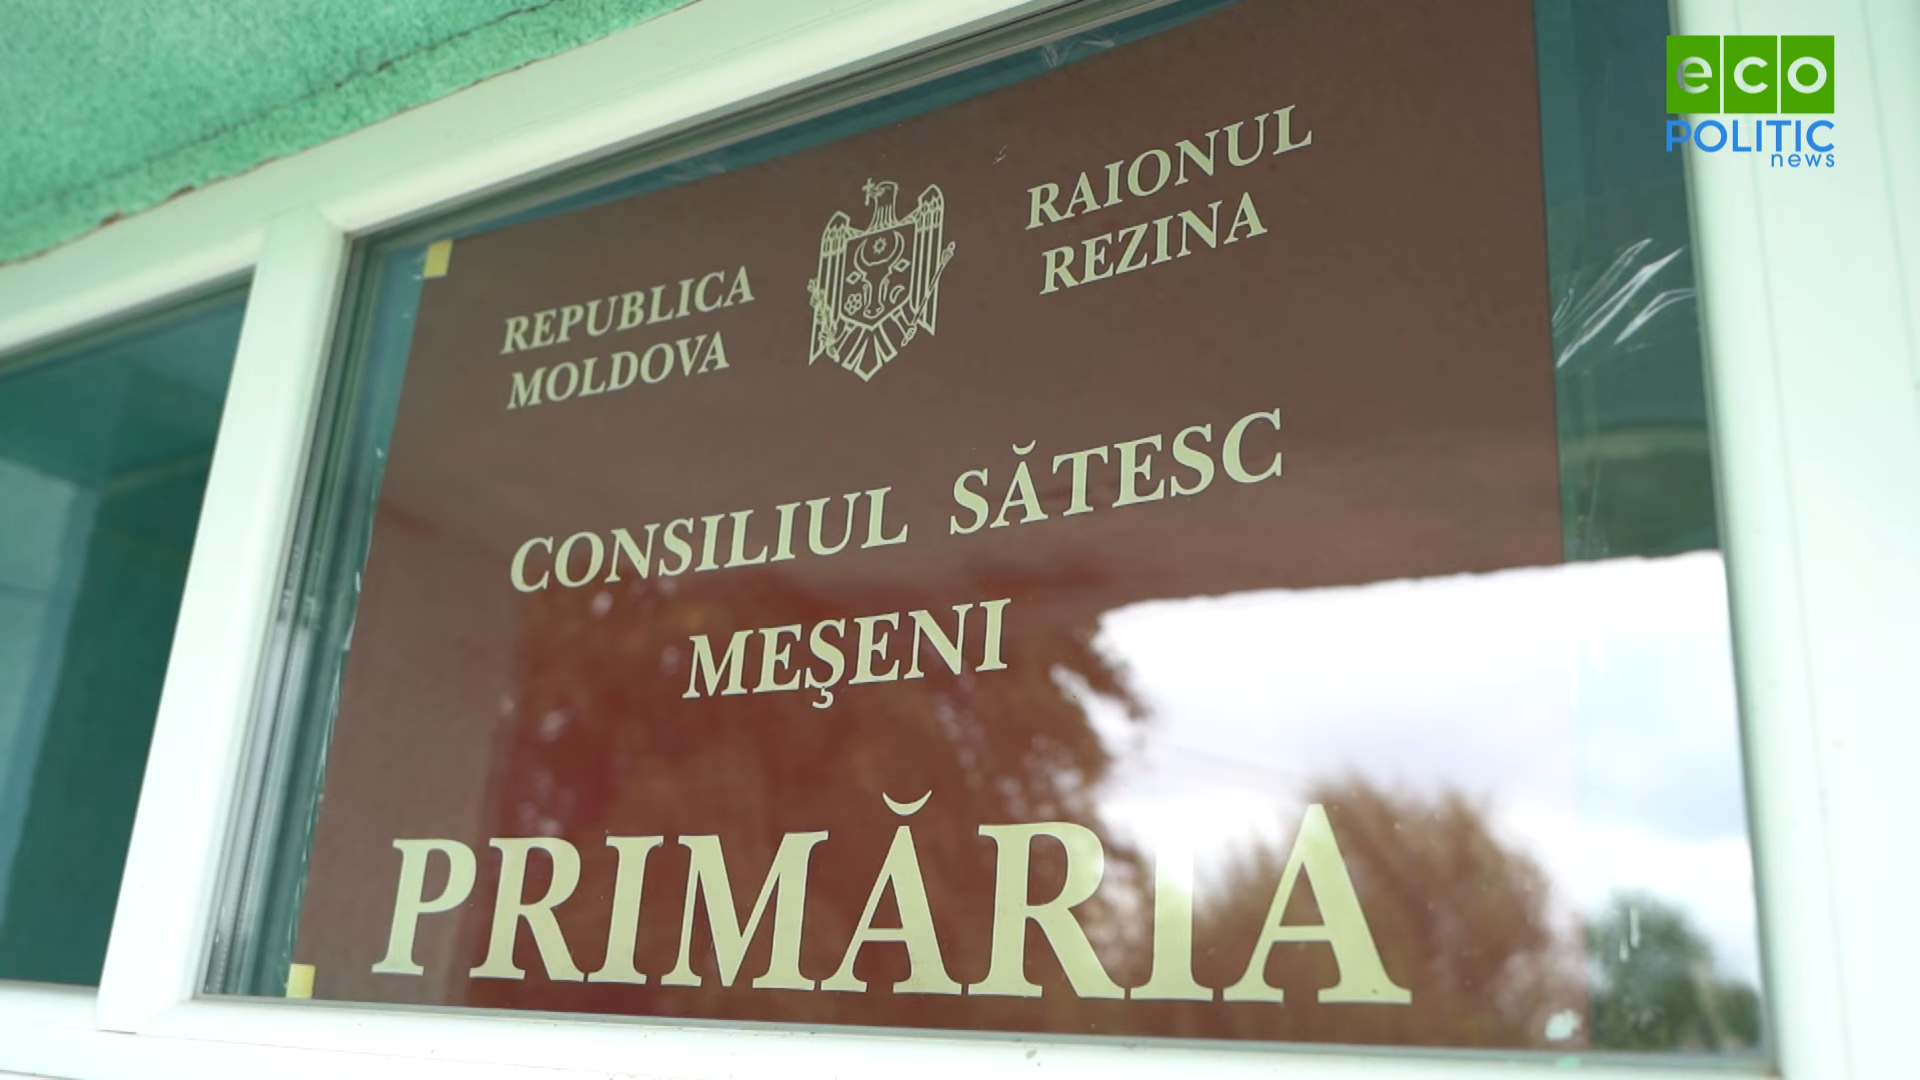 eco
POLITIC
news
REPUBLICA
MOLDOVA
RAIONUL
REZINA
CONSILIUL SĂTESC
MEŞENI
PRIMĂRIA